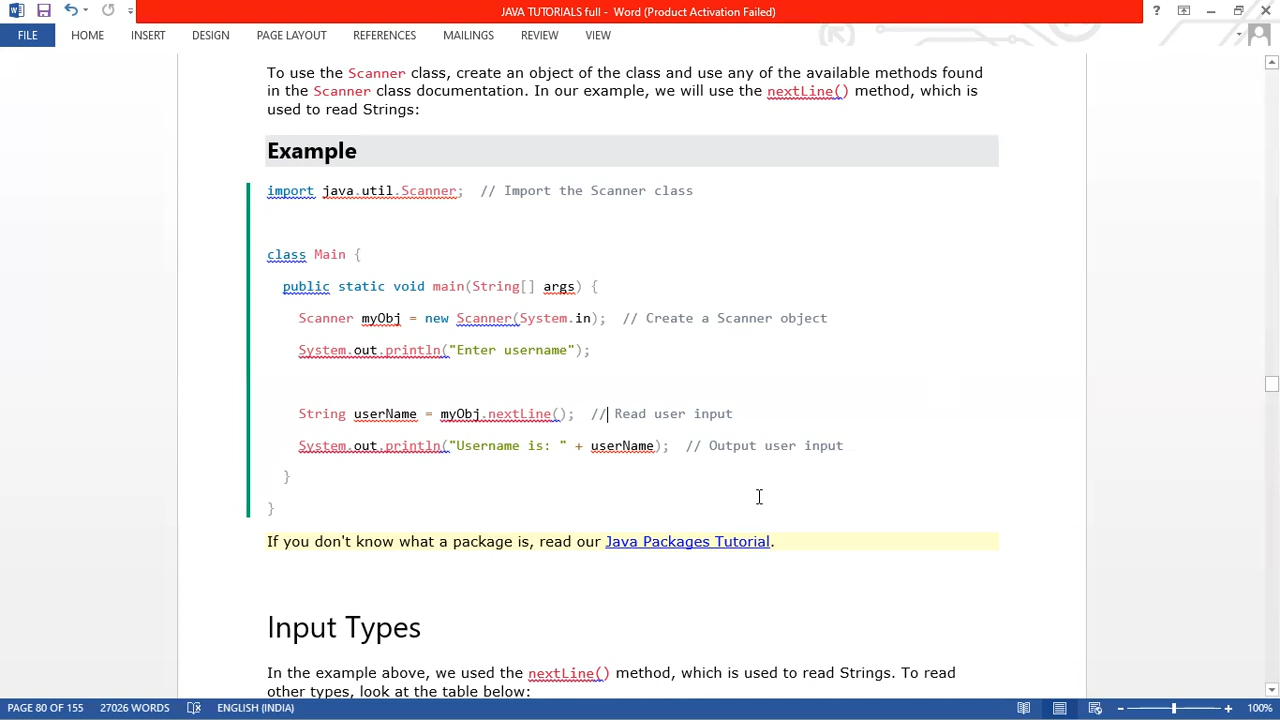 JAVA TUTORIALS full - Word (Product Activation Failed)
FILE HOME INSERT DESIGN PAGE LAYOUT REFERENCES MAILINGS REVIEW VIEW
To use the Scanner class, create an object of the class and use any of the available methods found
in the Scanner class documentation. In our example, we will use the nextLine() method, which is
used to read Strings:
Example
import java.util.Scanner;  // Import the Scanner class
class Main {
public static void main(String[] args) {
Scanner myObj = new Scanner(System.in);  // Create a Scanner object
System.out.println("Enter username");
String userName = myObj.nextLine();  // Read user input
System.out.println("Username is: " + userName);  // Output user input
}
}
If you don't know what a package is, read our Java Packages Tutorial.
Input Types
In the example above, we used the nextLine() method, which is used to read Strings. To read
other types, look at the table below:
PAGE 80 OF 155 27026 WORDS ENGLISH (INDIA) 100%